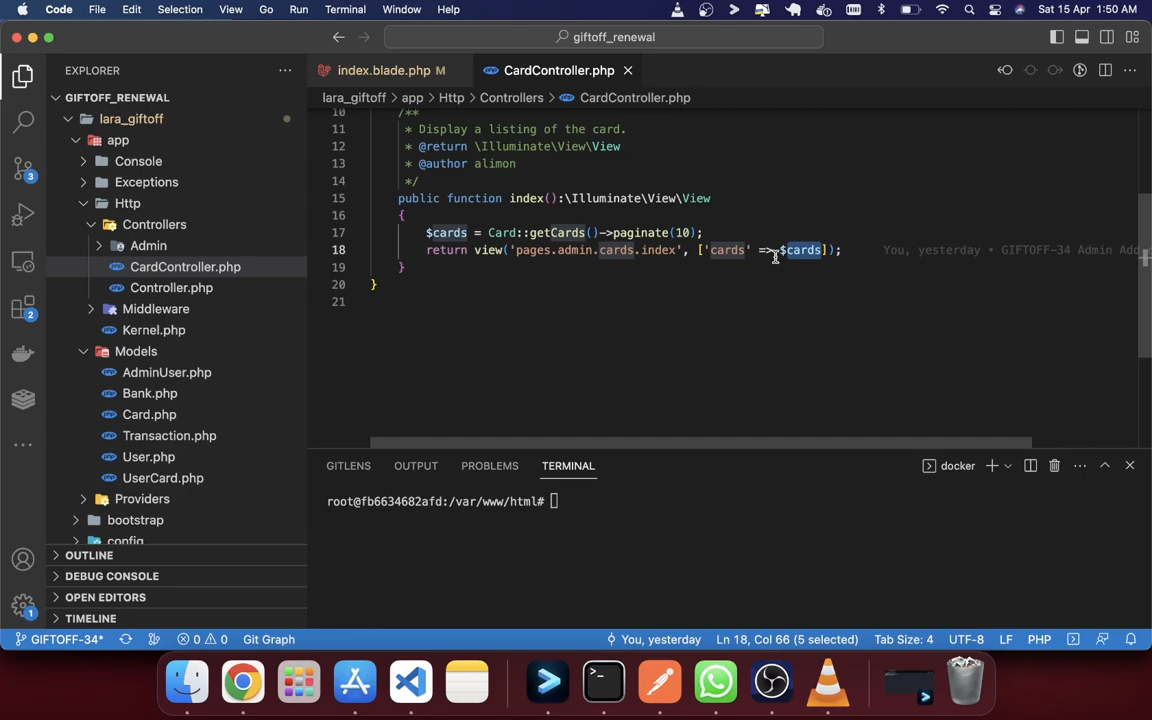 Code File Edit Selection View Go Run Terminal Window Help Sat 15 Apr 1:50 AM
giftoff_renewal
EXPLORER
index.blade.php M
CardController.php
GIFTOFF_RENEWAL
lara_giftoff > app > Http > Controllers > CardController.php
lara_giftoff
app
Console
Exceptions
Http
Controllers
Admin
CardController.php
Controller.php
Middleware
Kernel.php
Models
AdminUser.php
Bank.php
Card.php
Transaction.php
User.php
UserCard.php
Providers
bootstrap
config
OUTLINE
DEBUG CONSOLE
OPEN EDITORS
TIMELINE
10 /**
11 * Display a listing of the card.
12 * @return \Illuminate\View\View
13 * @author alimon
14 */
15 public function index():\Illuminate\View\View
16 {
17 $cards = Card::getCards()->paginate(10);
18 return view('pages.admin.cards.index', ['cards' => $cards]); You, yesterday • GIFTOFF-34 Admin Add
19 }
20 }
21
3
2
1
GITLENS OUTPUT PROBLEMS TERMINAL docker
root@fb6634682afd:/var/www/html#
GIFTOFF-34* 0 0 Git Graph You, yesterday Ln 18, Col 66 (5 selected) Tab Size: 4 UTF-8 LF PHP